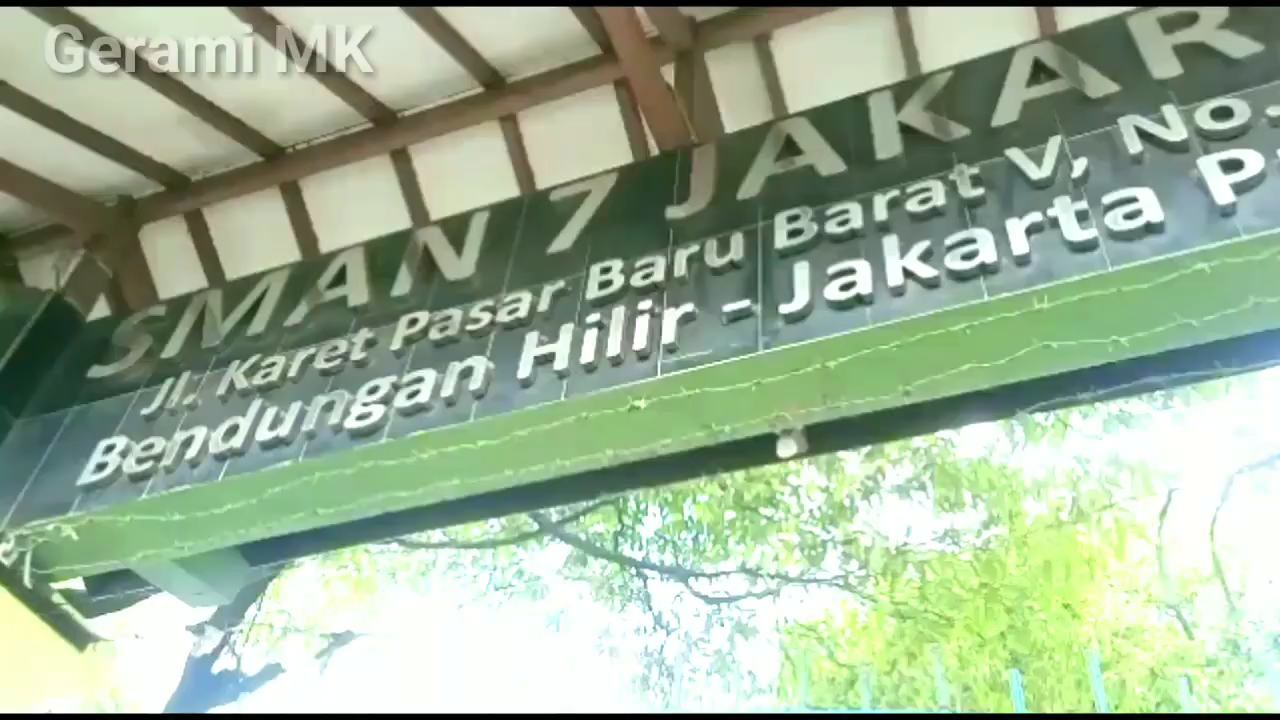 Gerami MK
SMAN 7 JAKAR
Jl. Karet Pasar Baru Barat V, No.
Bendungan Hilir - Jakarta P